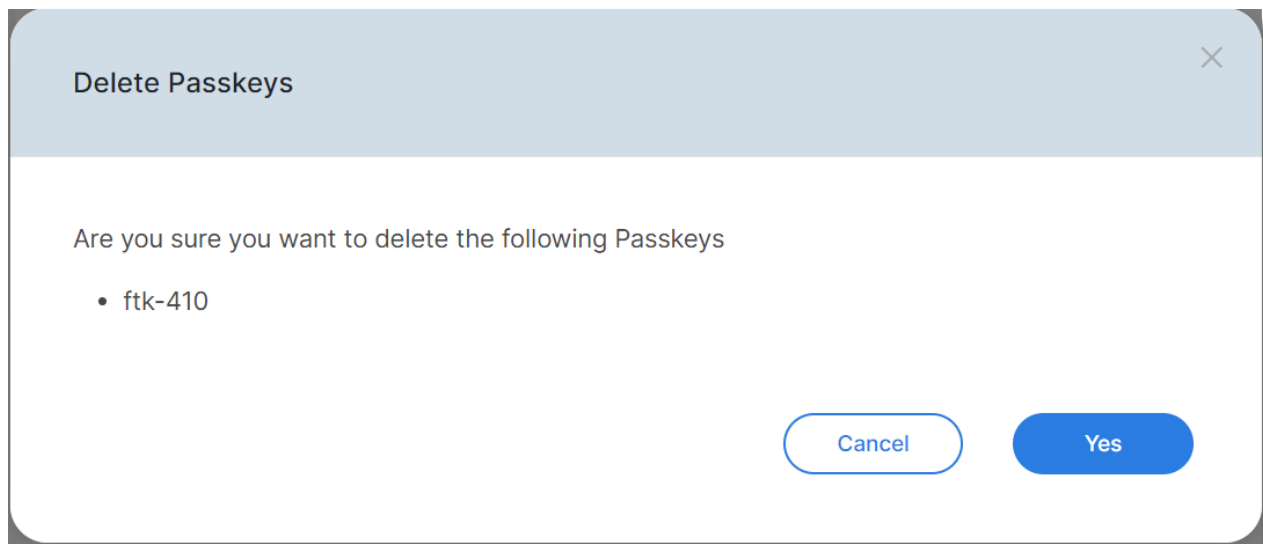 Delete Passkeys
Are you sure you want to delete the following Passkeys
• ftk-410
Cancel
Yes